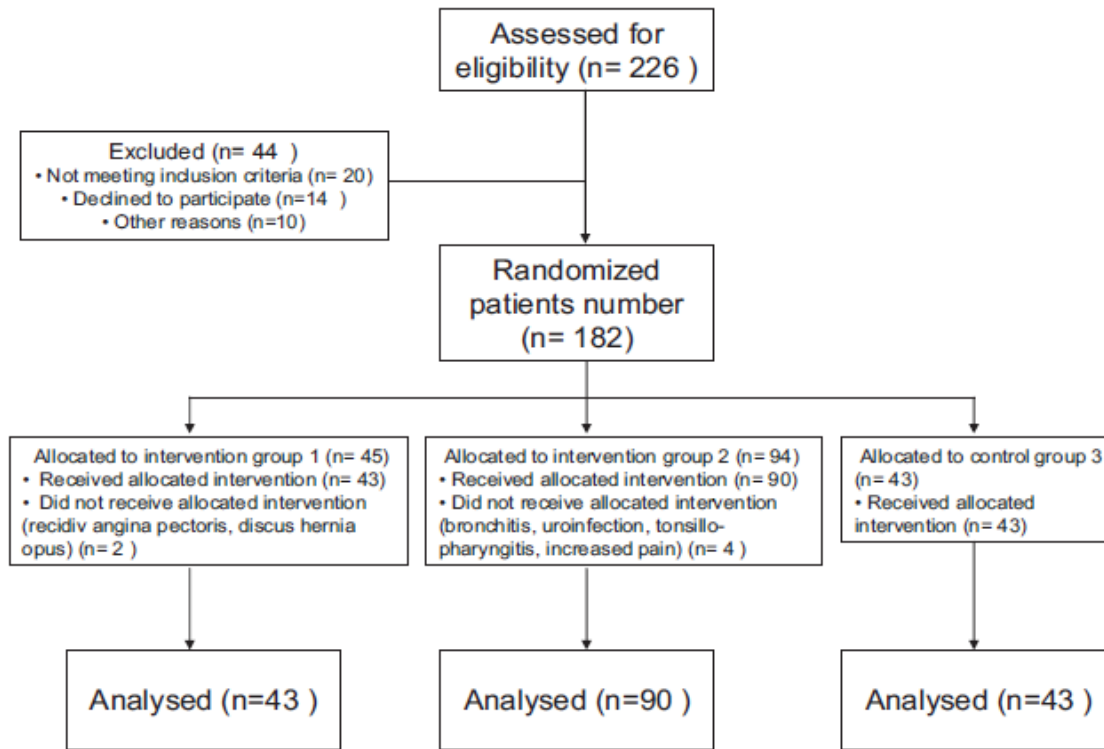 Assessed for
eligibility (n= 226 )
Excluded (n= 44 )
• Not meeting inclusion criteria (n= 20)
• Declined to participate (n=14 )
• Other reasons (n=10)
Randomized
patients number
(n= 182)
Allocated to intervention group 1 (n= 45)
• Received allocated intervention (n= 43)
• Did not receive allocated intervention
(recidiv angina pectoris, discus hernia
opus) (n= 2 )
Allocated to intervention group 2 (n= 94)
• Received allocated intervention (n= 90)
• Did not receive allocated intervention
(bronchitis, uroinfection, tonsillo-
pharyngitis, increased pain) (n= 4 )
Allocated to control group 3
(n= 43)
• Received allocated
intervention (n= 43)
Analysed (n=43 )
Analysed (n=90 )
Analysed (n=43 )